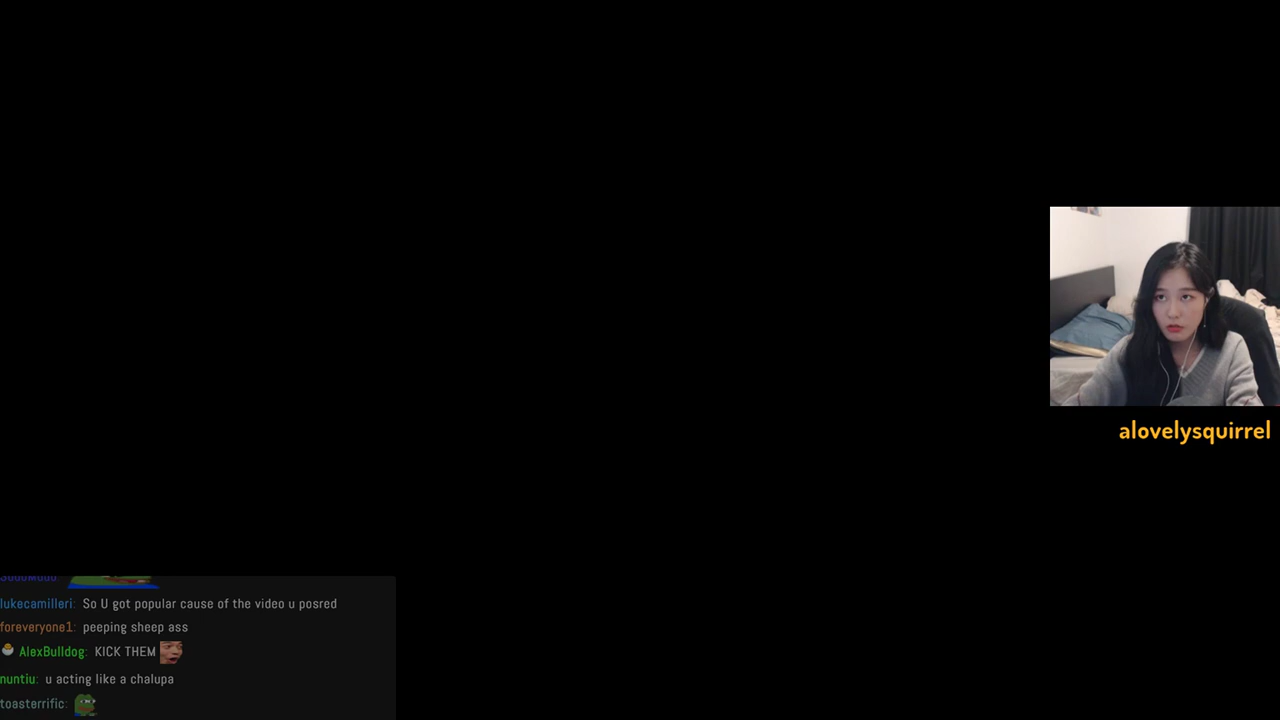 alovelysquirrel
lukecamilleri: So U got popular cause of the video u posred
foreveryone1: peeping sheep ass
AlexBulldog: KICK THEM
nuntiu: u acting like a chalupa
toasterrific: